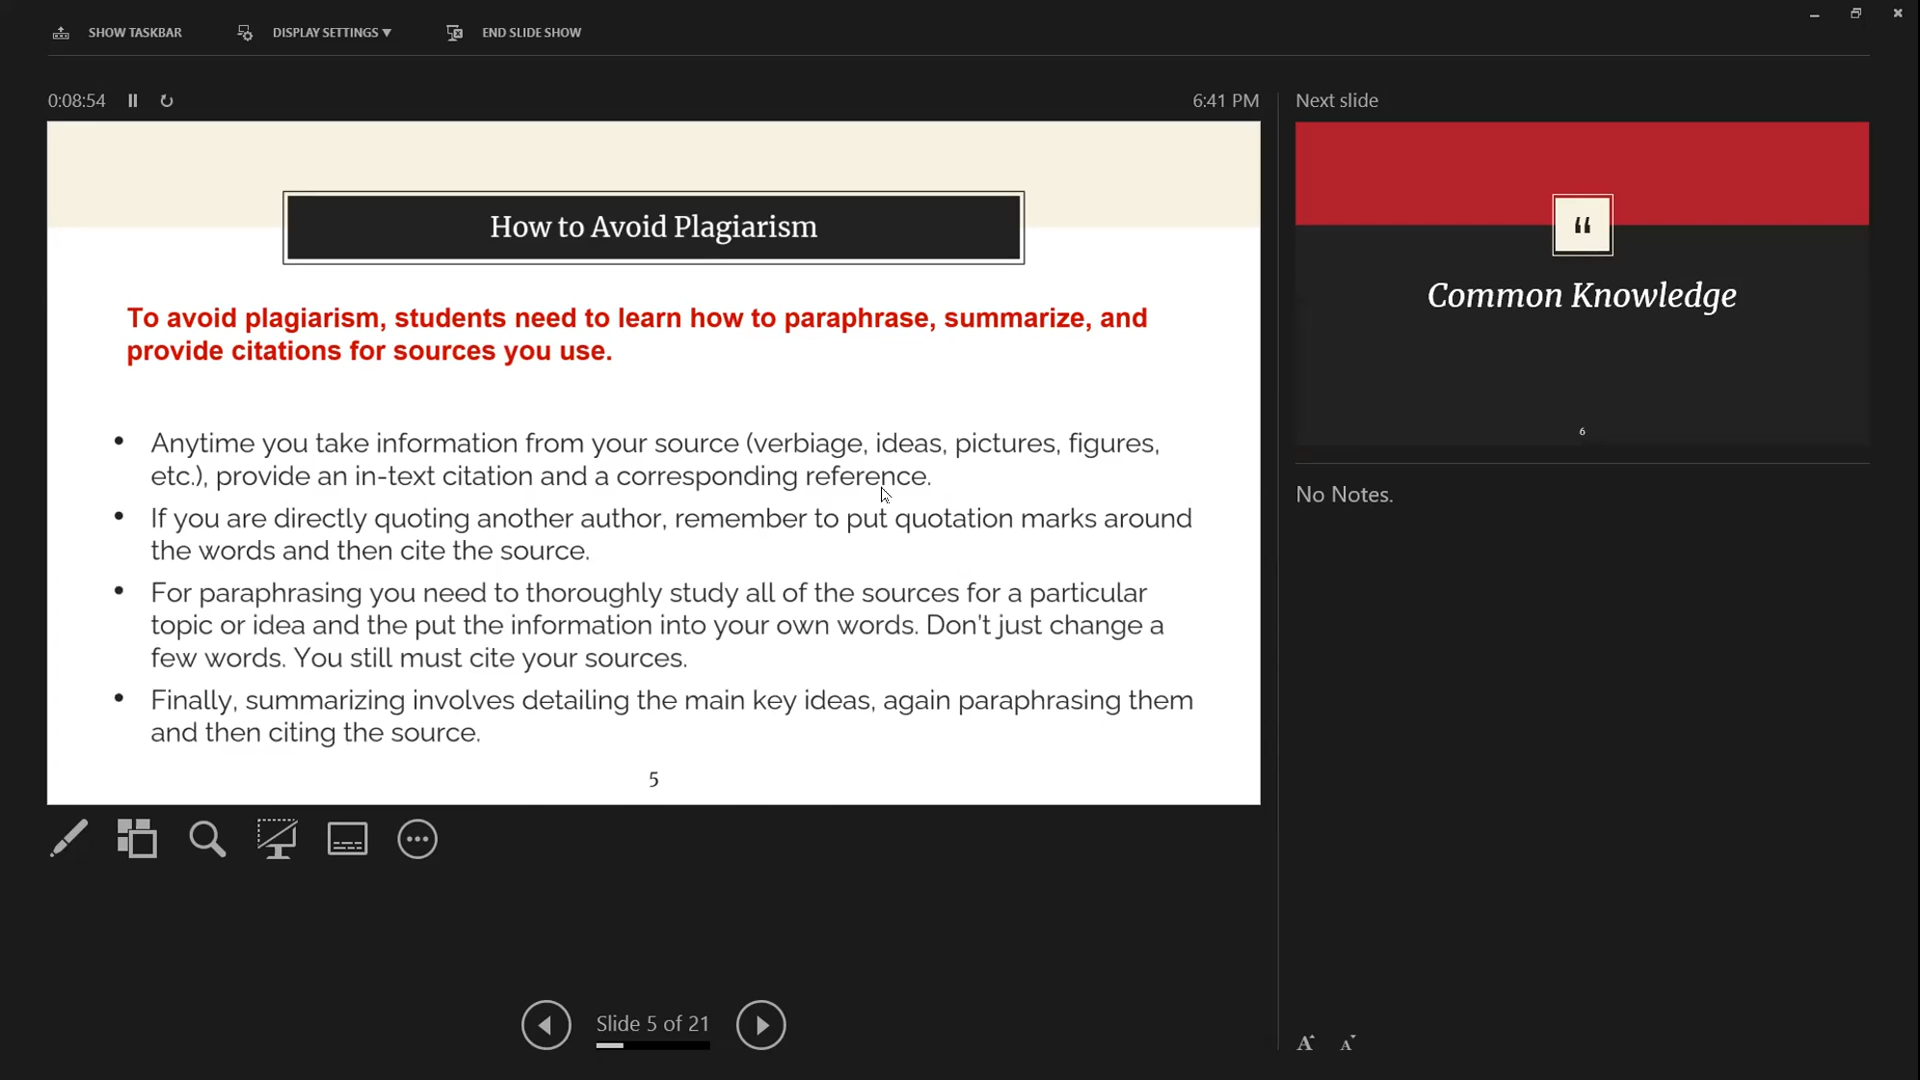 SHOW TASKBAR
DISPLAY SETTINGS ▼
END SLIDE SHOW
0:08:54
6:41 PM
How to Avoid Plagiarism
To avoid plagiarism, students need to learn how to paraphrase, summarize, and
provide citations for sources you use.
• Anytime you take information from your source (verbiage, ideas, pictures, figures,
etc.), provide an in-text citation and a corresponding reference.
• If you are directly quoting another author, remember to put quotation marks around
the words and then cite the source.
• For paraphrasing you need to thoroughly study all of the sources for a particular
topic or idea and the put the information into your own words. Don't just change a
few words. You still must cite your sources.
• Finally, summarizing involves detailing the main key ideas, again paraphrasing them
and then citing the source.
5
Slide 5 of 21
Next slide
“
Common Knowledge
6
No Notes.
A A